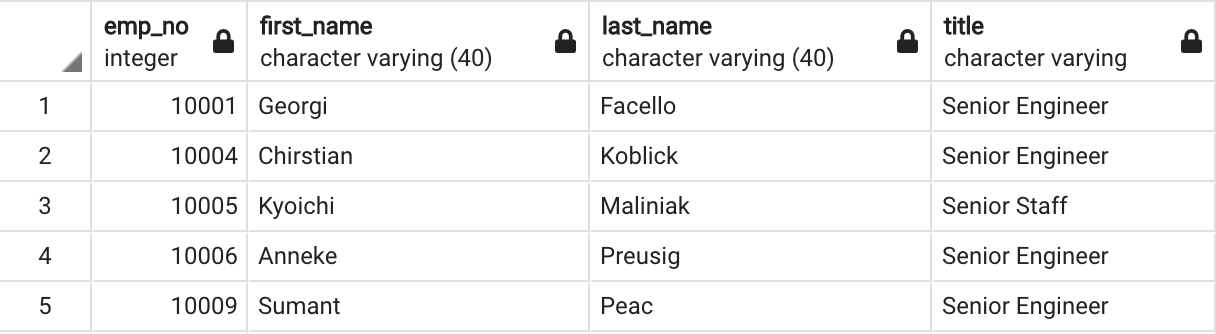 emp_no first_name last_name title
integer character varying (40) character varying (40) character varying
1 10001 Georgi Facello Senior Engineer
2 10004 Chirstian Koblick Senior Engineer
3 10005 Kyoichi Maliniak Senior Staff
4 10006 Anneke Preusig Senior Engineer
5 10009 Sumant Peac Senior Engineer